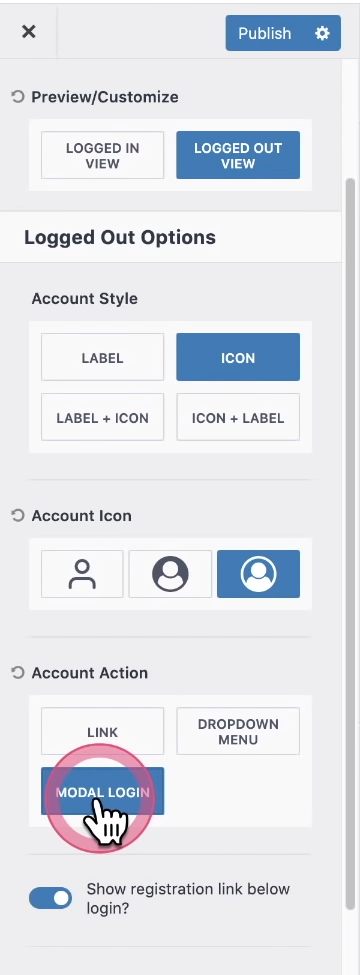 Publish
Preview/Customize
LOGGED IN
VIEW
LOGGED OUT
VIEW
Logged Out Options
Account Style
LABEL
ICON
LABEL + ICON
ICON + LABEL
Account Icon
Account Action
LINK
DROPDOWN
MENU
MODAL LOGIN
Show registration link below
login?